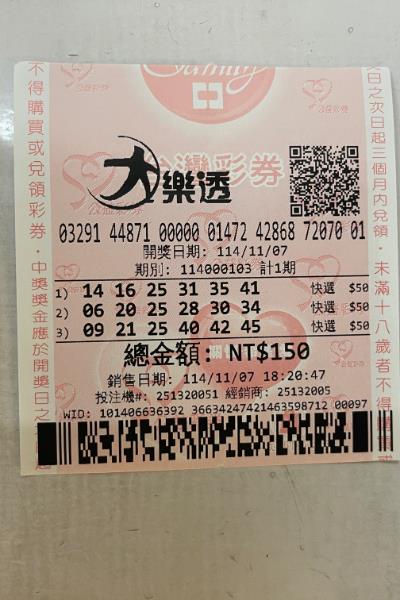 Family
大樂透
台灣彩券
03291 44871 00000 01472 42868 72070 01
開獎日期: 114/11/07
期別: 114000103 計1期
1) 14 16 25 31 35 41 快選 $50
2) 06 20 25 28 30 34 快選 $50
3) 09 21 25 40 42 45 快選 $50
總金額: NT$150
銷售日期: 114/11/07 18:20:47
投注機#: 251320051 經銷商: 25132005
WID: 101406636392 36634247421463598712 00097
不得購買或兌領彩券‧中獎獎金應於開獎日之
次日起三個月內兌領‧未滿十八歲者不得購